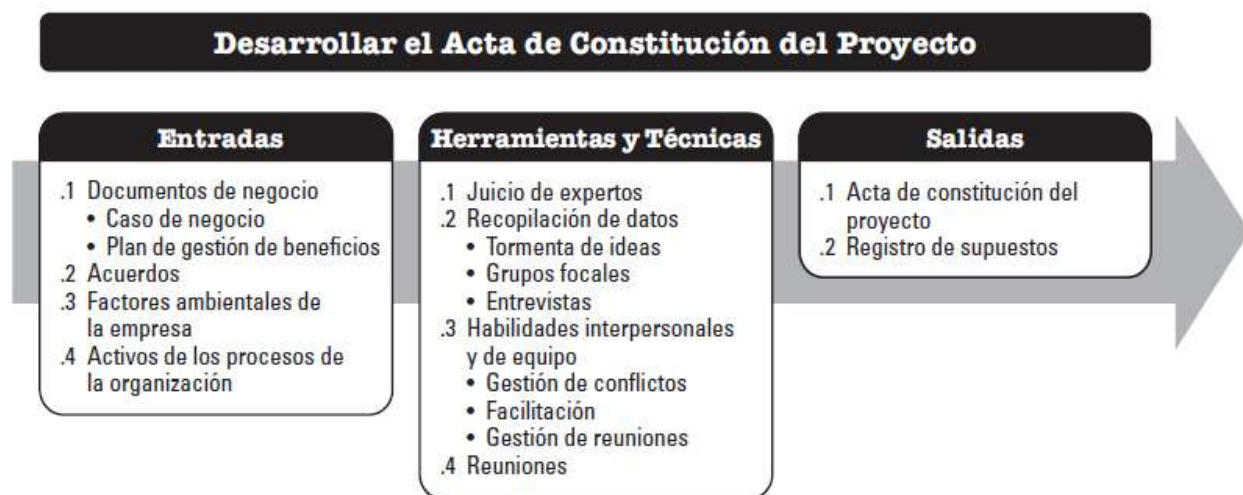 Desarrollar el Acta de Constitución del Proyecto
Entradas
.1 Documentos de negocio
• Caso de negocio
• Plan de gestión de beneficios
.2 Acuerdos
.3 Factores ambientales de
la empresa
.4 Activos de los procesos de
la organización
Herramientas y Técnicas
.1 Juicio de expertos
.2 Recopilación de datos
• Tormenta de ideas
• Grupos focales
• Entrevistas
.3 Habilidades interpersonales
y de equipo
• Gestión de conflictos
• Facilitación
• Gestión de reuniones
.4 Reuniones
Salidas
.1 Acta de constitución del
proyecto
.2 Registro de supuestos